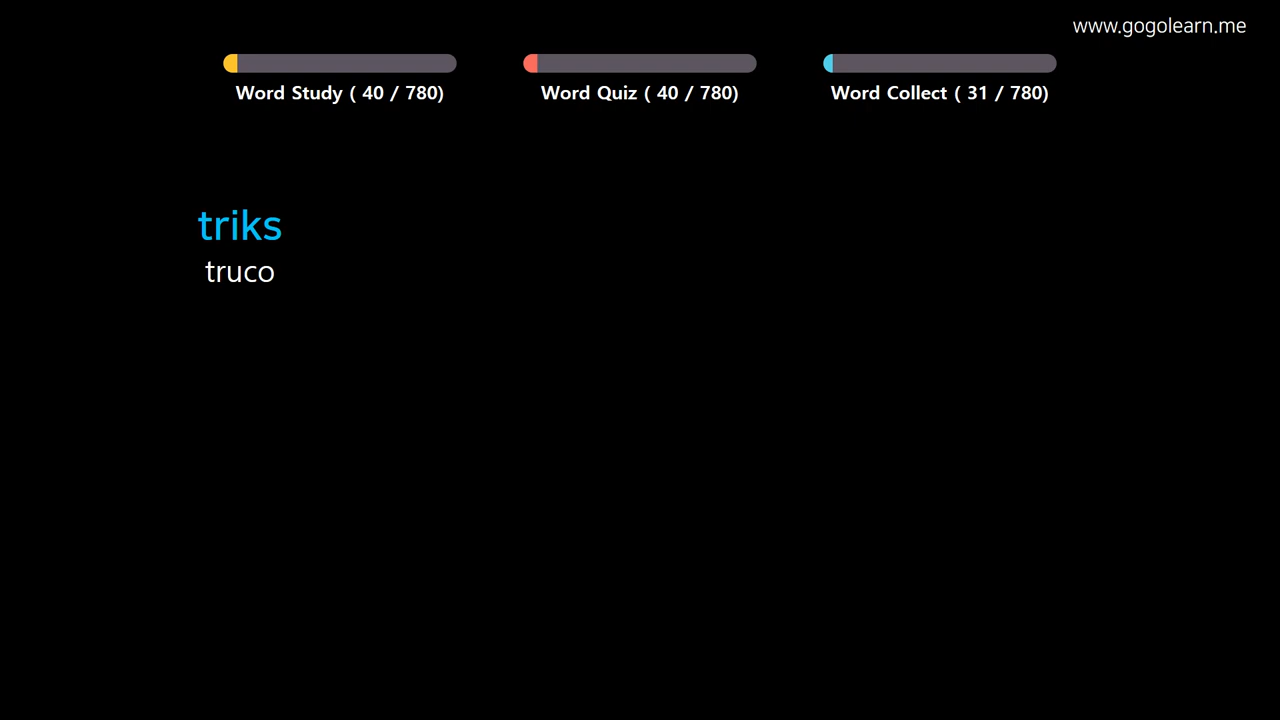 www.gogolearn.me
Word Study ( 40 / 780)
Word Quiz ( 40 / 780)
Word Collect ( 31 / 780)
triks
truco